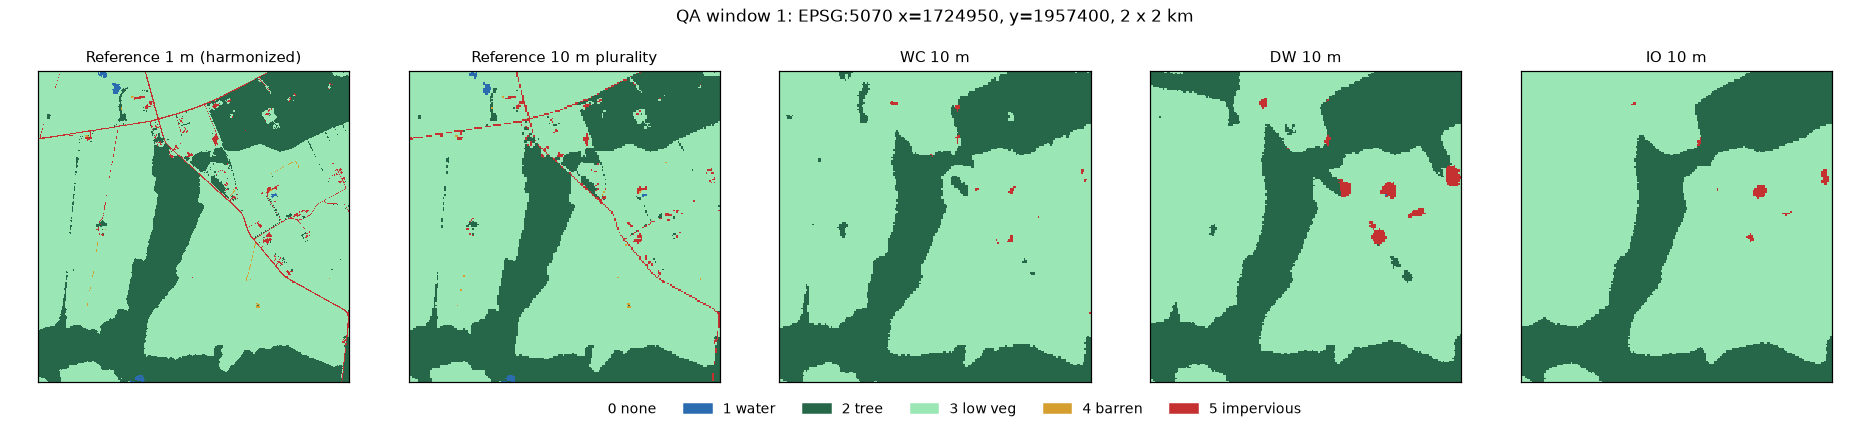 QA window 1: EPSG:5070 x=1724950, y=1957400, 2 x 2 km
Reference 1 m (harmonized)
Reference 10 m plurality
WC 10 m
DW 10 m
IO 10 m
0 none
1 water
2 tree
3 low veg
4 barren
5 impervious